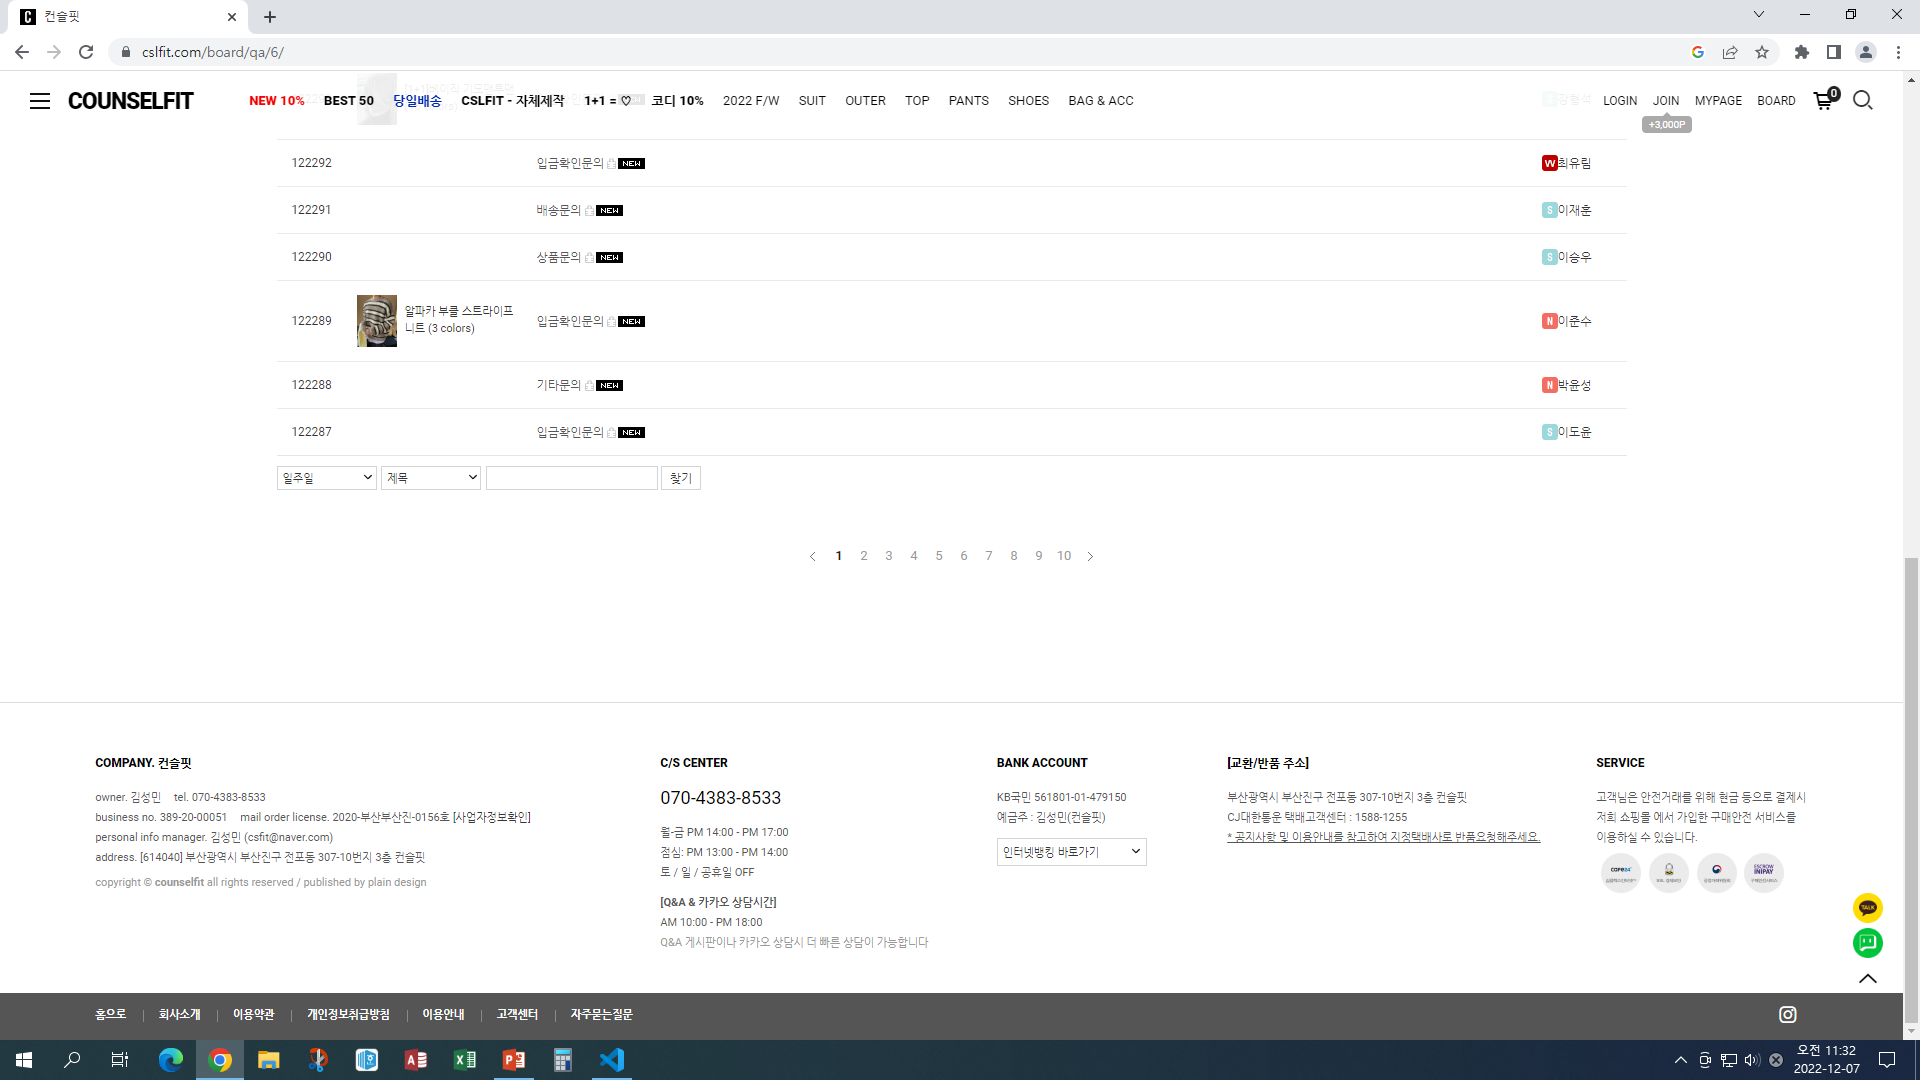 컨슬핏
cslfit.com/board/qa/6/
COUNSELFIT
NEW 10% BEST 50 당일배송 CSLFIT - 자체제작 1+1 = ♡ 코디 10% 2022 F/W SUIT OUTER TOP PANTS SHOES BAG & ACC
LOGIN JOIN MYPAGE BOARD 0
+3,000P
122292 입금확인문의 NEW W 최유림
122291 배송문의 NEW S 이재훈
122290 상품문의 NEW S 이승우
122289 알파카 부클 스트라이프 니트 (3 colors) 입금확인문의 NEW N 이준수
122288 기타문의 NEW N 박윤성
122287 입금확인문의 NEW S 이도윤
일주일 제목 찾기
1 2 3 4 5 6 7 8 9 10
COMPANY. 컨슬핏
owner. 김성민 tel. 070-4383-8533
business no. 389-20-00051 mail order license. 2020-부산부산진-0156호 [사업자정보확인]
personal info manager. 김성민 (csfit@naver.com)
address. [614040] 부산광역시 부산진구 전포동 307-10번지 3층 컨슬핏
copyright © counselfit all rights reserved / published by plain design
C/S CENTER
070-4383-8533
월-금 PM 14:00 - PM 17:00
점심: PM 13:00 - PM 14:00
토 / 일 / 공휴일 OFF
[Q&A & 카카오 상담시간]
AM 10:00 - PM 18:00
Q&A 게시판이나 카카오 상담시 더 빠른 상담이 가능합니다
BANK ACCOUNT
KB국민 561801-01-479150
예금주 : 김성민(컨슬핏)
인터넷뱅킹 바로가기
[교환/반품 주소]
부산광역시 부산진구 전포동 307-10번지 3층 컨슬핏
CJ대한통운 택배고객센터 : 1588-1255
* 공지사항 및 이용안내를 참고하여 지정택배사로 반품요청해주세요.
SERVICE
고객님은 안전거래를 위해 현금 등으로 결제시
저희 쇼핑몰 에서 가입한 구매안전 서비스를
이용하실 수 있습니다.
cafe24
ESCROW
INIPAY
TALK
홈으로 회사소개 이용약관 개인정보취급방침 이용안내 고객센터 자주묻는질문
오전 11:32
2022-12-07